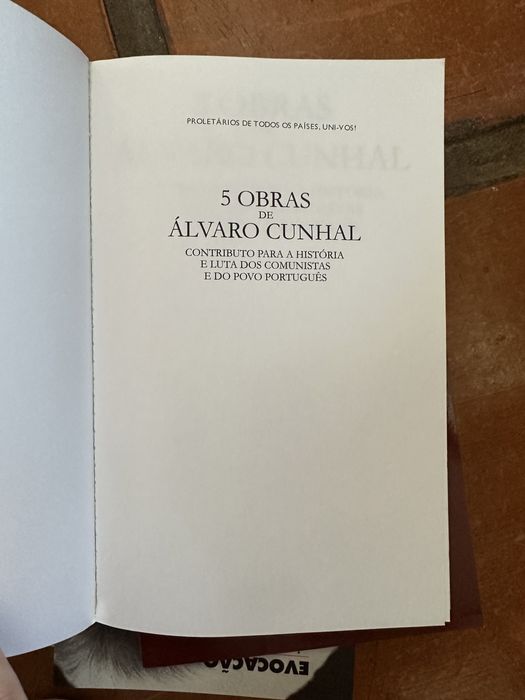 PROLETÁRIOS DE TODOS OS PAÍSES, UNI-VOS!
5 OBRAS
DE
ÁLVARO CUNHAL
CONTRIBUTO PARA A HISTÓRIA
E LUTA DOS COMUNISTAS
E DO POVO PORTUGUÊS
EVOCAÇÃO